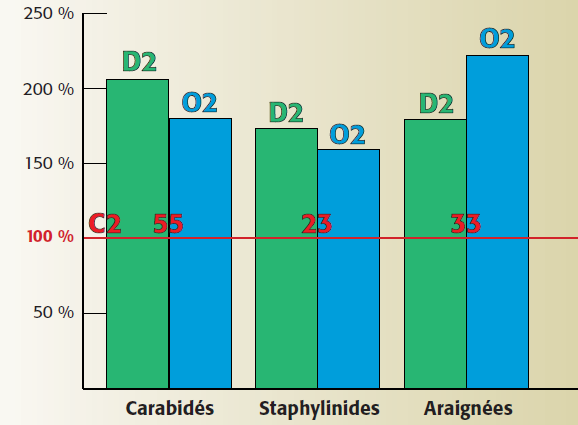 250 %
200 %
150 %
100 %
50 %
D2
O2
D2
O2
D2
O2
C2 55 23 33
Carabidés Staphylinides Araignées